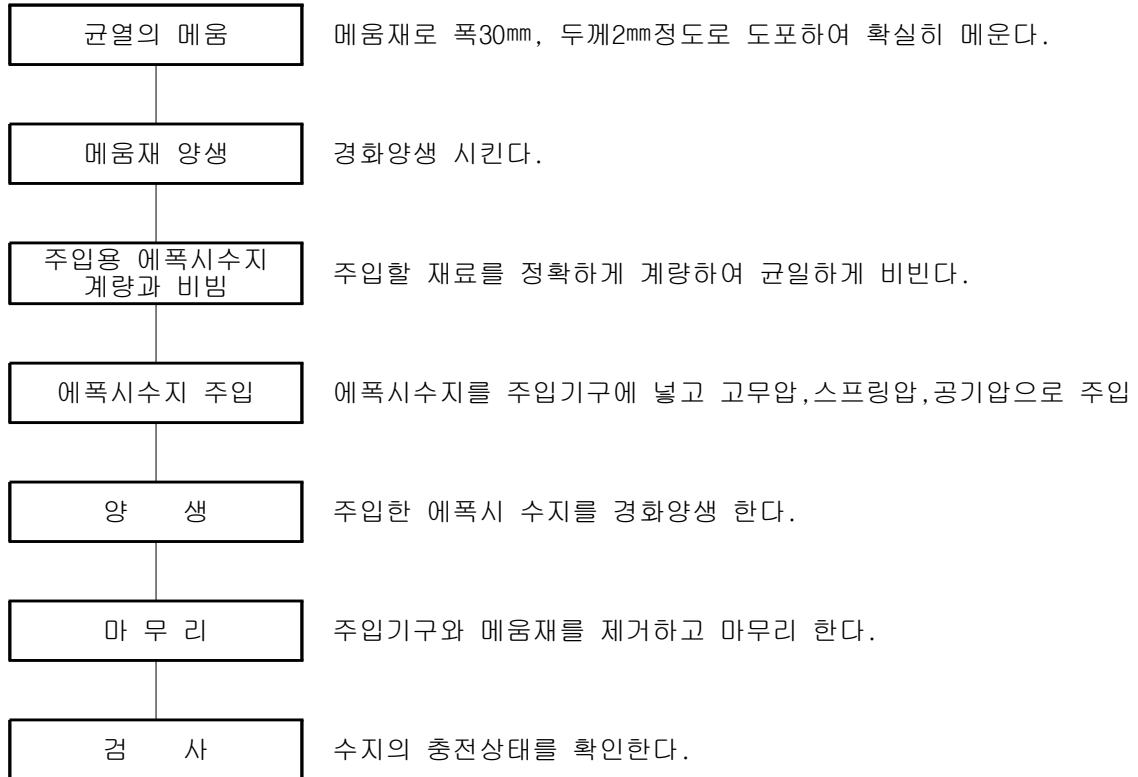 균열의 메움
메움재로 폭30㎜, 두께2㎜정도로 도포하여 확실히 메운다.
메움재 양생
경화양생 시킨다.
주입용 에폭시수지
계량과 비빔
주입할 재료를 정확하게 계량하여 균일하게 비빈다.
에폭시수지 주입
에폭시수지를 주입기구에 넣고 고무압,스프링압,공기압으로 주입
양 생
주입한 에폭시 수지를 경화양생 한다.
마 무 리
주입기구와 메움재를 제거하고 마무리 한다.
검 사
수지의 충전상태를 확인한다.